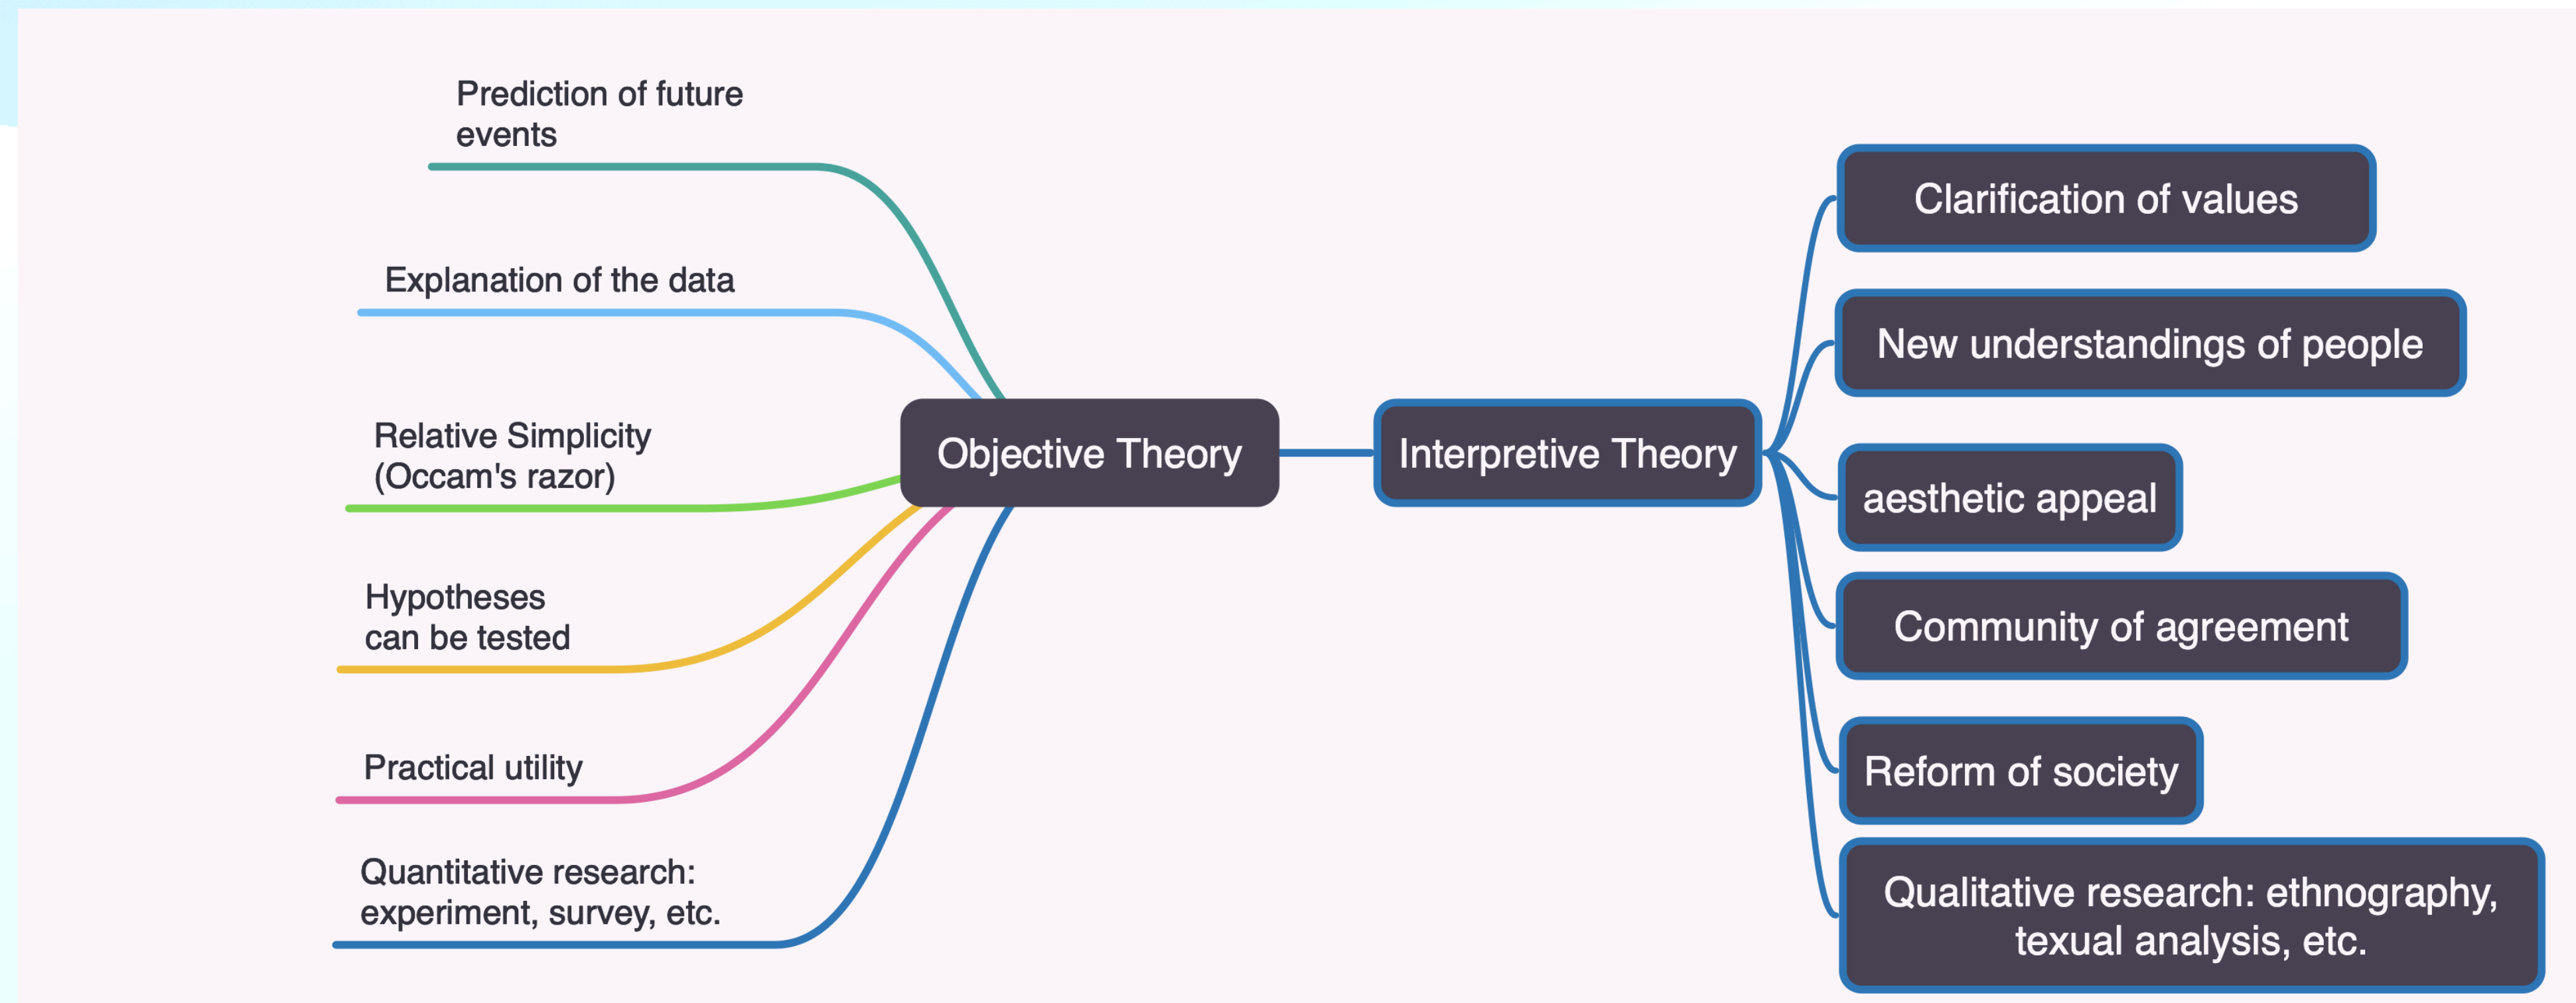 Prediction of future
events
Explanation of the data
Relative Simplicity
(Occam's razor)
Hypotheses
can be tested
Practical utility
Quantitative research:
experiment, survey, etc.
Objective Theory
Interpretive Theory
Clarification of values
New understandings of people
aesthetic appeal
Community of agreement
Reform of society
Qualitative research: ethnography,
texual analysis, etc.